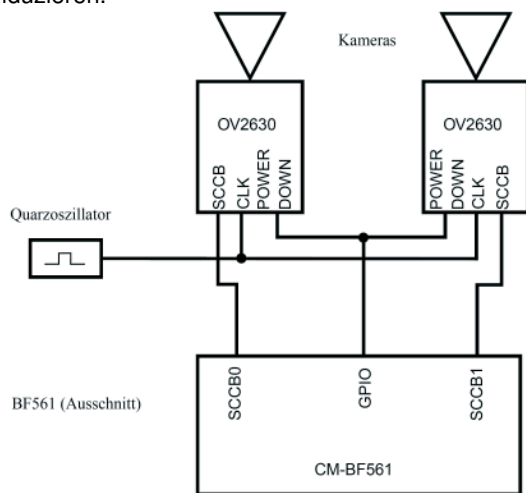 Kameras
OV2630
OV2630
SCCB
CLK
POWER
DOWN
POWER
DOWN
CLK
SCCB
Quarzoszillator
SCCB0
GPIO
SCCB1
BF561 (Ausschnitt)
CM-BF561